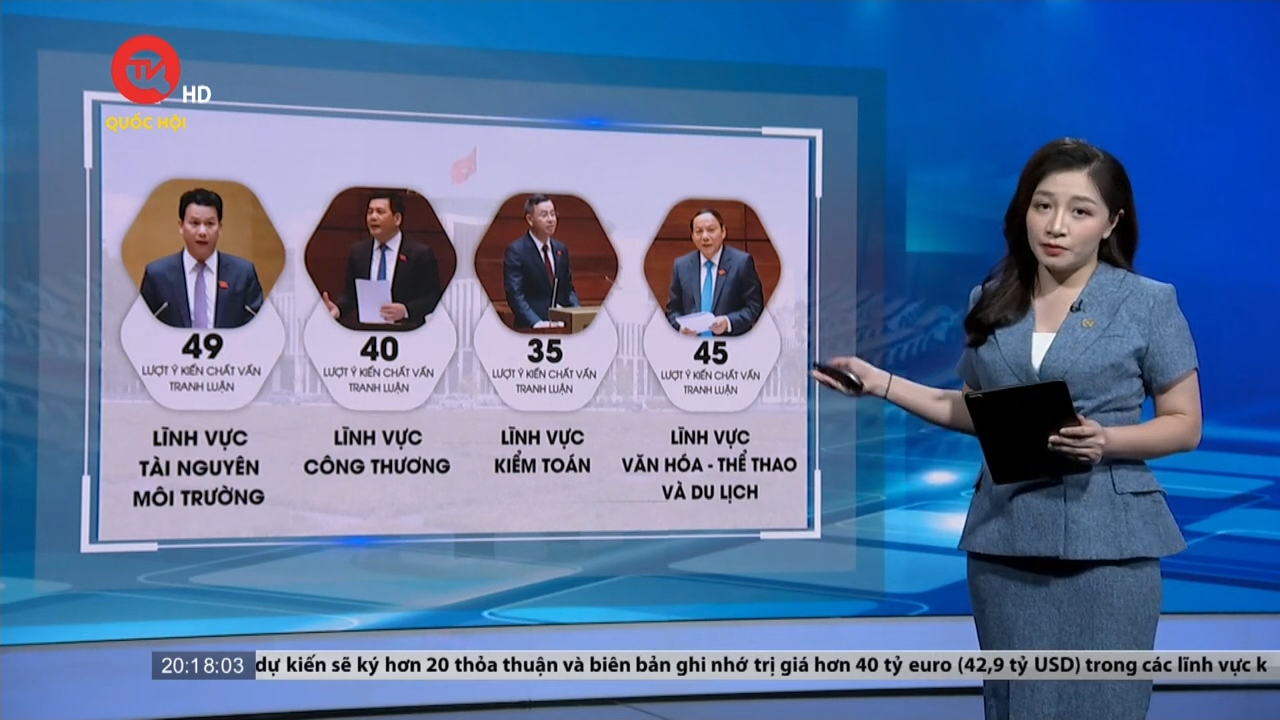 TV
HD
QUỐC HỘI
49
LƯỢT Ý KIẾN CHẤT VẤN
TRANH LUẬN
LĨNH VỰC
TÀI NGUYÊN
MÔI TRƯỜNG
40
LƯỢT Ý KIẾN CHẤT VẤN
TRANH LUẬN
LĨNH VỰC
CÔNG THƯƠNG
35
LƯỢT Ý KIẾN CHẤT VẤN
TRANH LUẬN
LĨNH VỰC
KIỂM TOÁN
45
LƯỢT Ý KIẾN CHẤT VẤN
TRANH LUẬN
LĨNH VỰC
VĂN HÓA - THỂ THAO
VÀ DU LỊCH
20:18:03 dự kiến sẽ ký hơn 20 thỏa thuận và biên bản ghi nhớ trị giá hơn 40 tỷ euro (42,9 tỷ USD) trong các lĩnh vực k